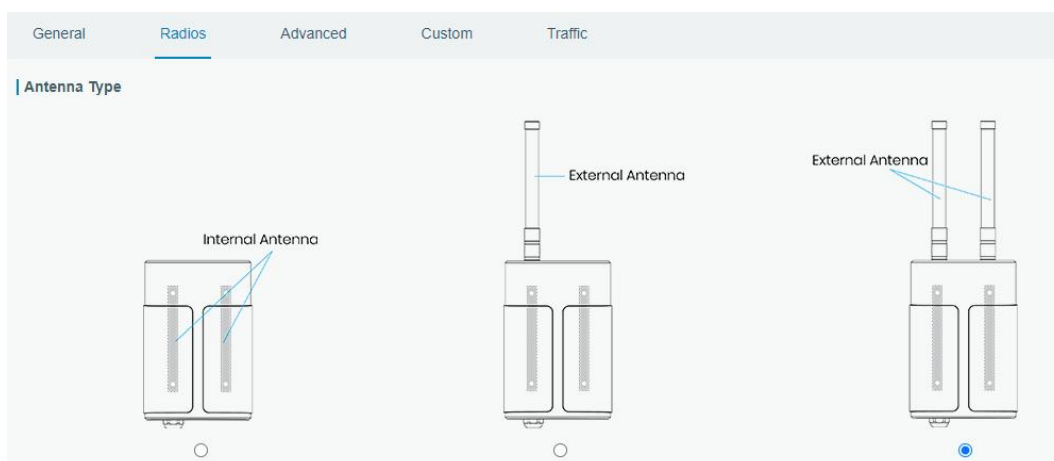 General Radios Advanced Custom Traffic
Antenna Type
External Antenna
External Antenna
Internal Antenna